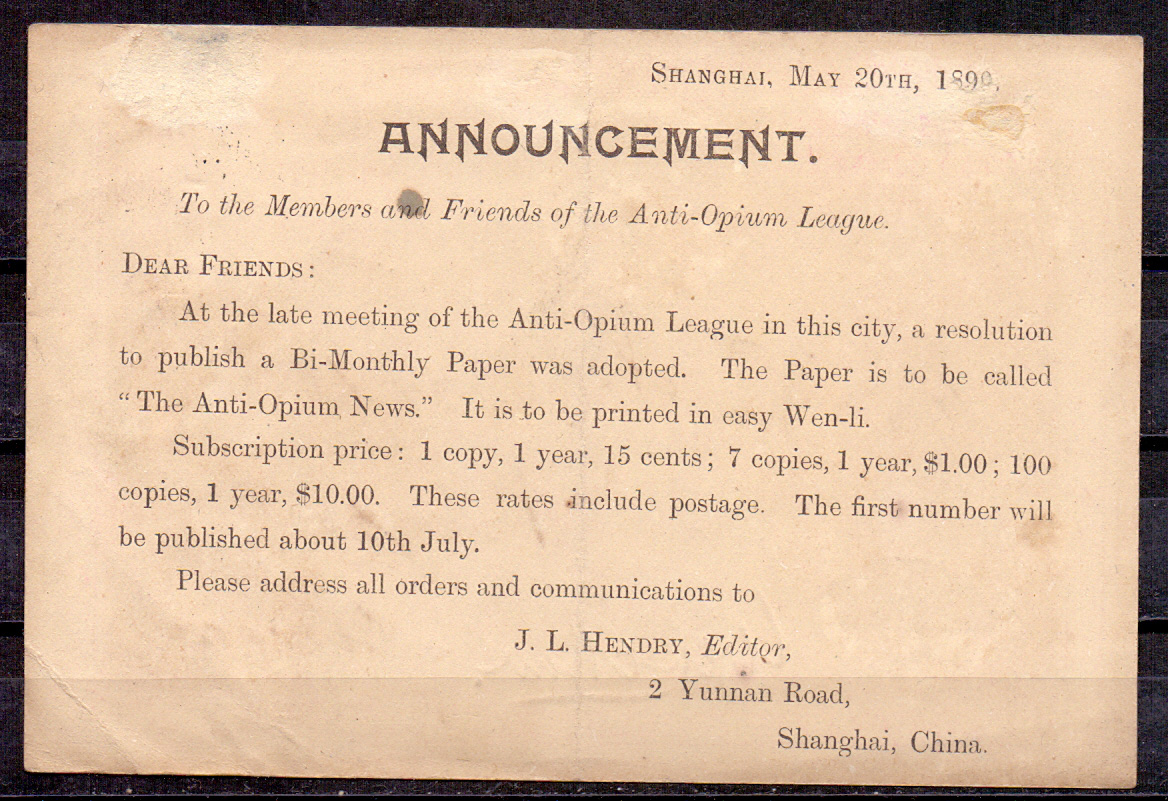 SHANGHAI, MAY 20TH, 1899.
ANNOUNCEMENT.
To the Members and Friends of the Anti-Opium League.
DEAR FRIENDS:
At the late meeting of the Anti-Opium League in this city, a resolution
to publish a Bi-Monthly Paper was adopted. The Paper is to be called
“The Anti-Opium News.” It is to be printed in easy Wen-li.
Subscription price: 1 copy, 1 year, 15 cents; 7 copies, 1 year, $1.00; 100
copies, 1 year, $10.00. These rates include postage. The first number will
be published about 10th July.
Please address all orders and communications to
J. L. HENDRY, Editor,
2 Yunnan Road,
Shanghai, China.